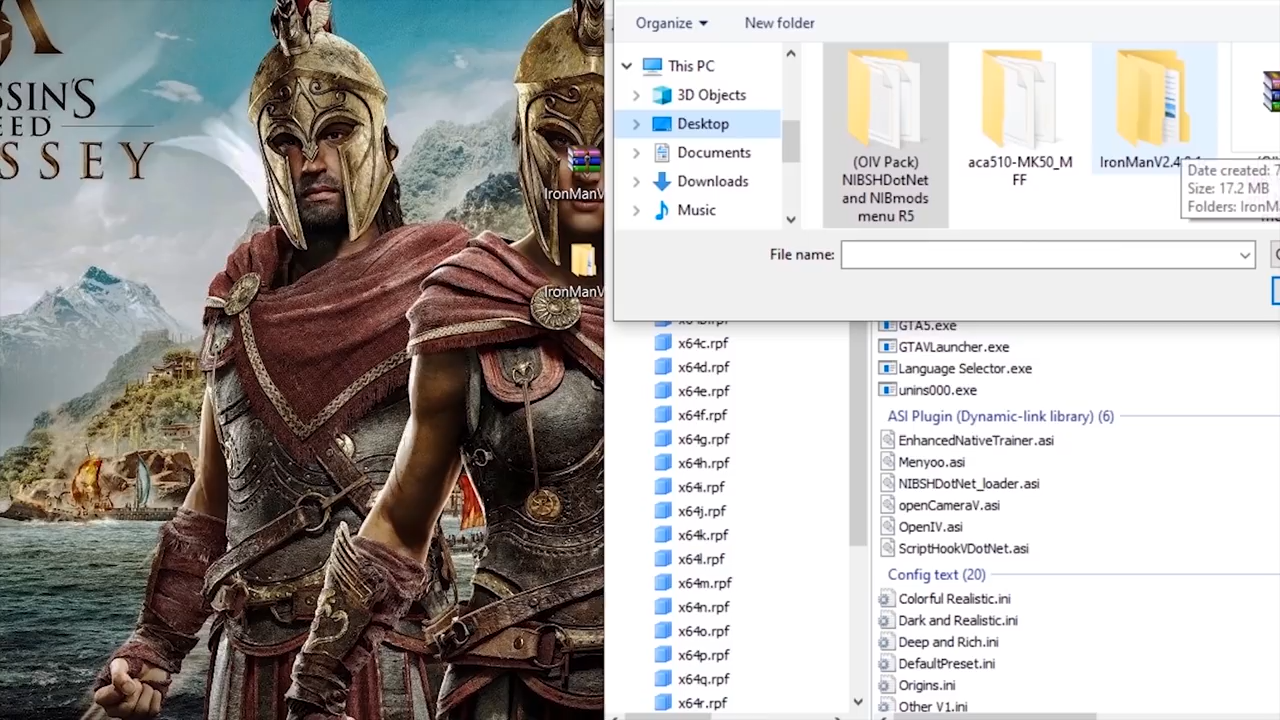 SSIN'S
EED
SSEY
IronManV
IronManV
Organize
New folder
This PC
3D Objects
Desktop
Documents
Downloads
Music
(OIV Pack)
NIBSHDotNet
and NIBmods
menu R5
aca510-MK50_M
FF
IronManV2.4
Date created: 7
Size: 17.2 MB
Folders: IronM
File name:
x64c.rpf
x64d.rpf
x64e.rpf
x64f.rpf
x64g.rpf
x64h.rpf
x64i.rpf
x64j.rpf
x64k.rpf
x64l.rpf
x64m.rpf
x64n.rpf
x64o.rpf
x64p.rpf
x64q.rpf
x64r.rpf
GTA5.exe
GTAVLauncher.exe
Language Selector.exe
unins000.exe
ASI Plugin (Dynamic-link library) (6)
EnhancedNativeTrainer.asi
Menyoo.asi
NIBSHDotNet_loader.asi
openCameraV.asi
OpenIV.asi
ScriptHookVDotNet.asi
Config text (20)
Colorful Realistic.ini
Dark and Realistic.ini
Deep and Rich.ini
DefaultPreset.ini
Origins.ini
Other V1.ini